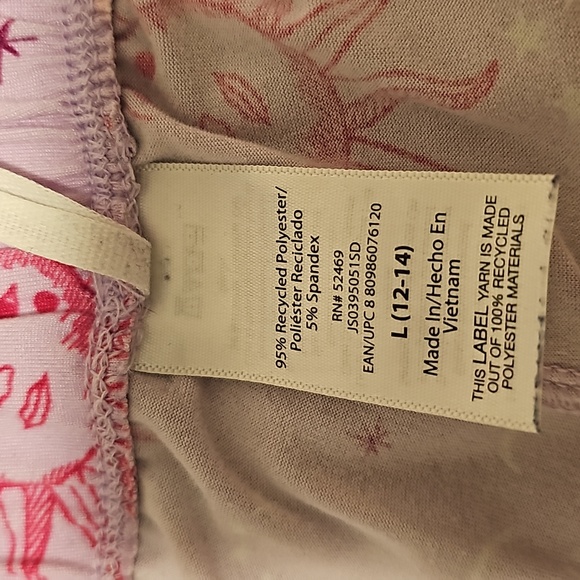 95% Recycled Polyester/
Poliéster Reciclado
5% Spandex
RN# 52469
JS0395051SD
EAN/UPC 8 80986076120
L (12-14)
Made In/Hecho En
Vietnam
THIS LABEL YARN IS MADE
OUT OF 100% RECYCLED
POLYESTER MATERIALS